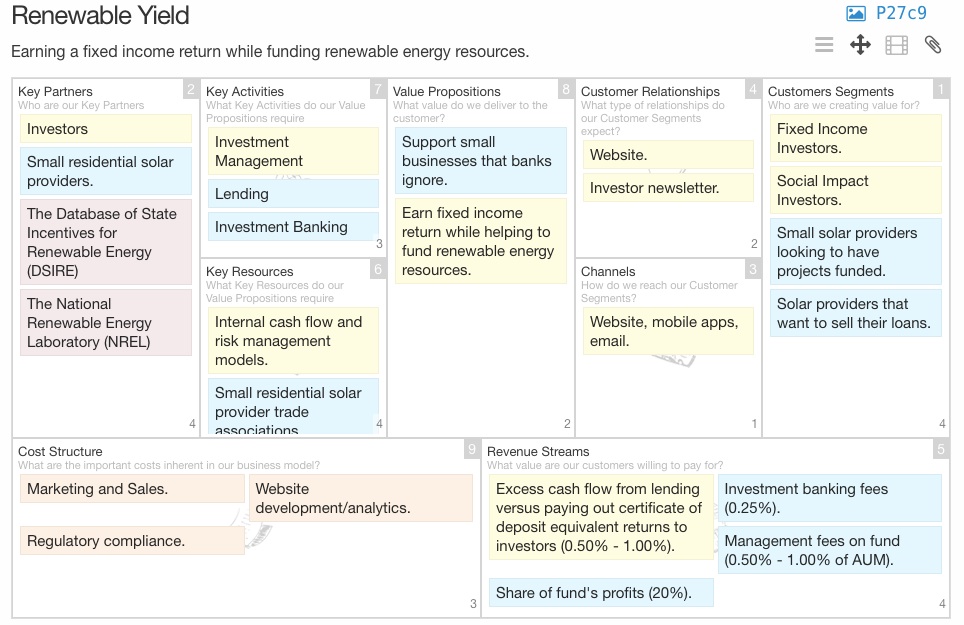 Renewable Yield
P27c9
Earning a fixed income return while funding renewable energy resources.
Key Partners
2
Who are our Key Partners
Investors
Small residential solar
providers.
The Database of State
Incentives for
Renewable Energy
(DSIRE)
The National
Renewable Energy
Laboratory (NREL)
4
Key Activities
7
What Key Activities do our Value
Propositions require
Investment
Management
Lending
Investment Banking
3
Key Resources
6
What Key Resources do our
Value Propositions require
Internal cash flow and
risk management
models.
Small residential solar
provider trade
associations
4
Value Propositions
8
What value do we deliver to the
customer?
Support small
businesses that banks
ignore.
Earn fixed income
return while helping to
fund renewable energy
resources.
2
Customer Relationships
4
What type of relationships do
our Customer Segments
expect?
Website.
Investor newsletter.
2
Channels
3
How do we reach our Customer
Segments?
Website, mobile apps,
email.
1
Customers Segments
1
Who are we creating value for?
Fixed Income
Investors.
Social Impact
Investors.
Small solar providers
looking to have
projects funded.
Solar providers that
want to sell their loans.
4
Cost Structure
9
What are the important costs inherent in our business model?
Marketing and Sales.
Website
development/analytics.
Regulatory compliance.
3
Revenue Streams
5
What value are our customers willing to pay for?
Excess cash flow from lending
versus paying out certificate of
deposit equivalent returns to
investors (0.50% - 1.00%).
Investment banking fees
(0.25%).
Management fees on fund
(0.50% - 1.00% of AUM).
Share of fund's profits (20%).
4